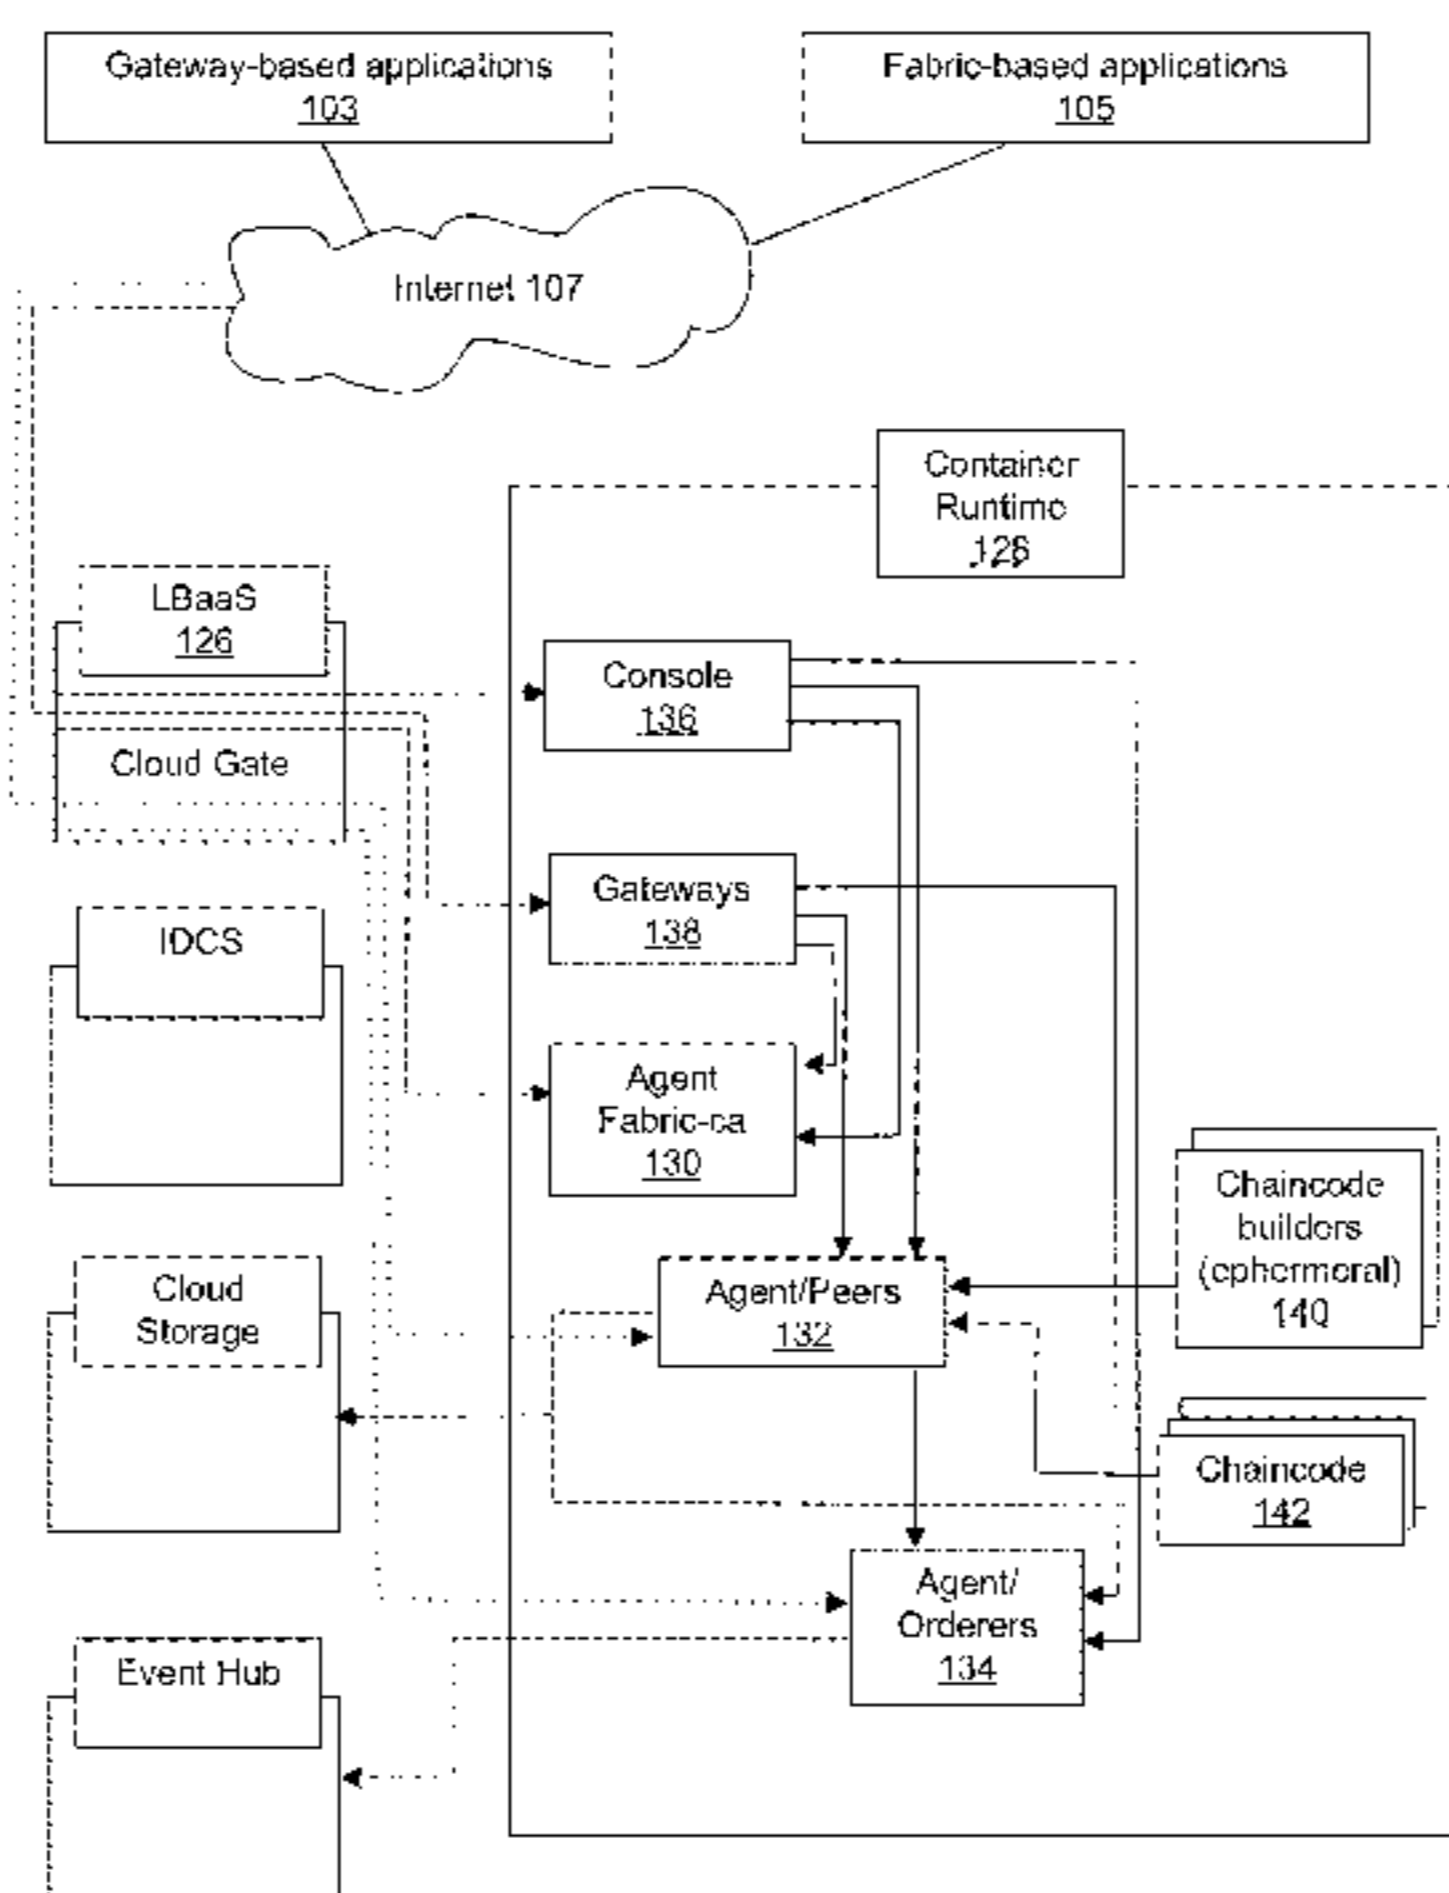 Gateway-based applications
103
Fabric-based applications
105
Internet 107
Container
Runtime
128
LBaaS
126
Console
136
Cloud Gate
Gateways
138
IDCS
Agent
Fabric-ca
130
Chaincode
builders
(ephermeral)
140
Agent/Peers
132
Cloud
Storage
Chaincode
142
Agent/
Orderers
134
Event Hub